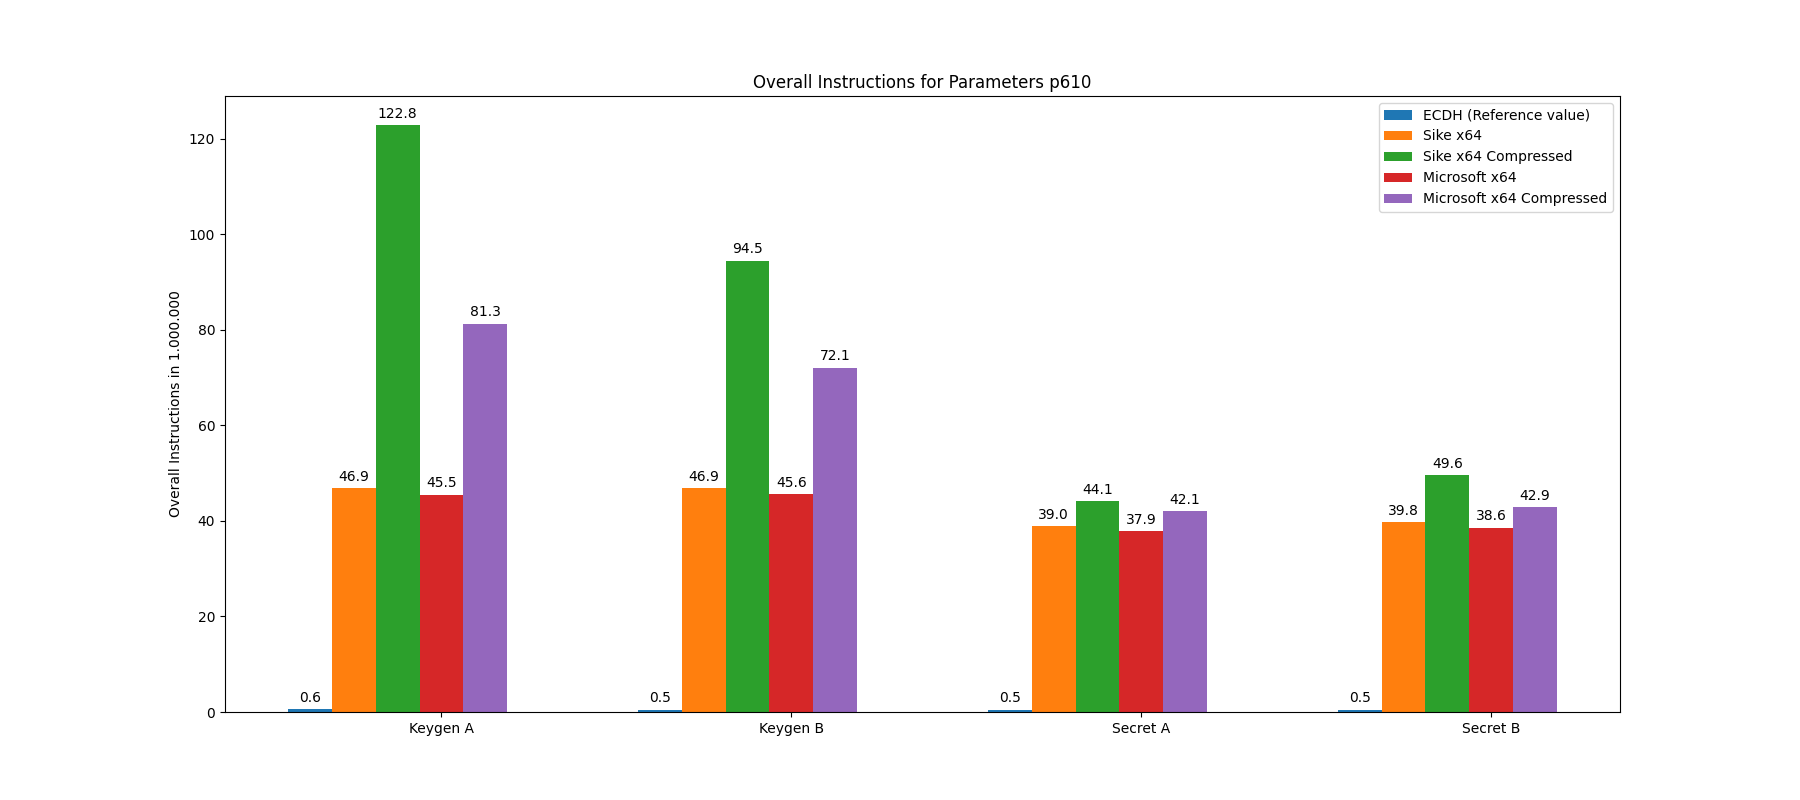 Overall Instructions for Parameters p610
ECDH (Reference value)
Sike x64
Sike x64 Compressed
Microsoft x64
Microsoft x64 Compressed
Overall Instructions in 1.000.000
120
100
80
60
40
20
0
0.6
46.9
122.8
45.5
81.3
0.5
46.9
94.5
45.6
72.1
0.5
39.0
44.1
37.9
42.1
0.5
39.8
49.6
38.6
42.9
Keygen A
Keygen B
Secret A
Secret B